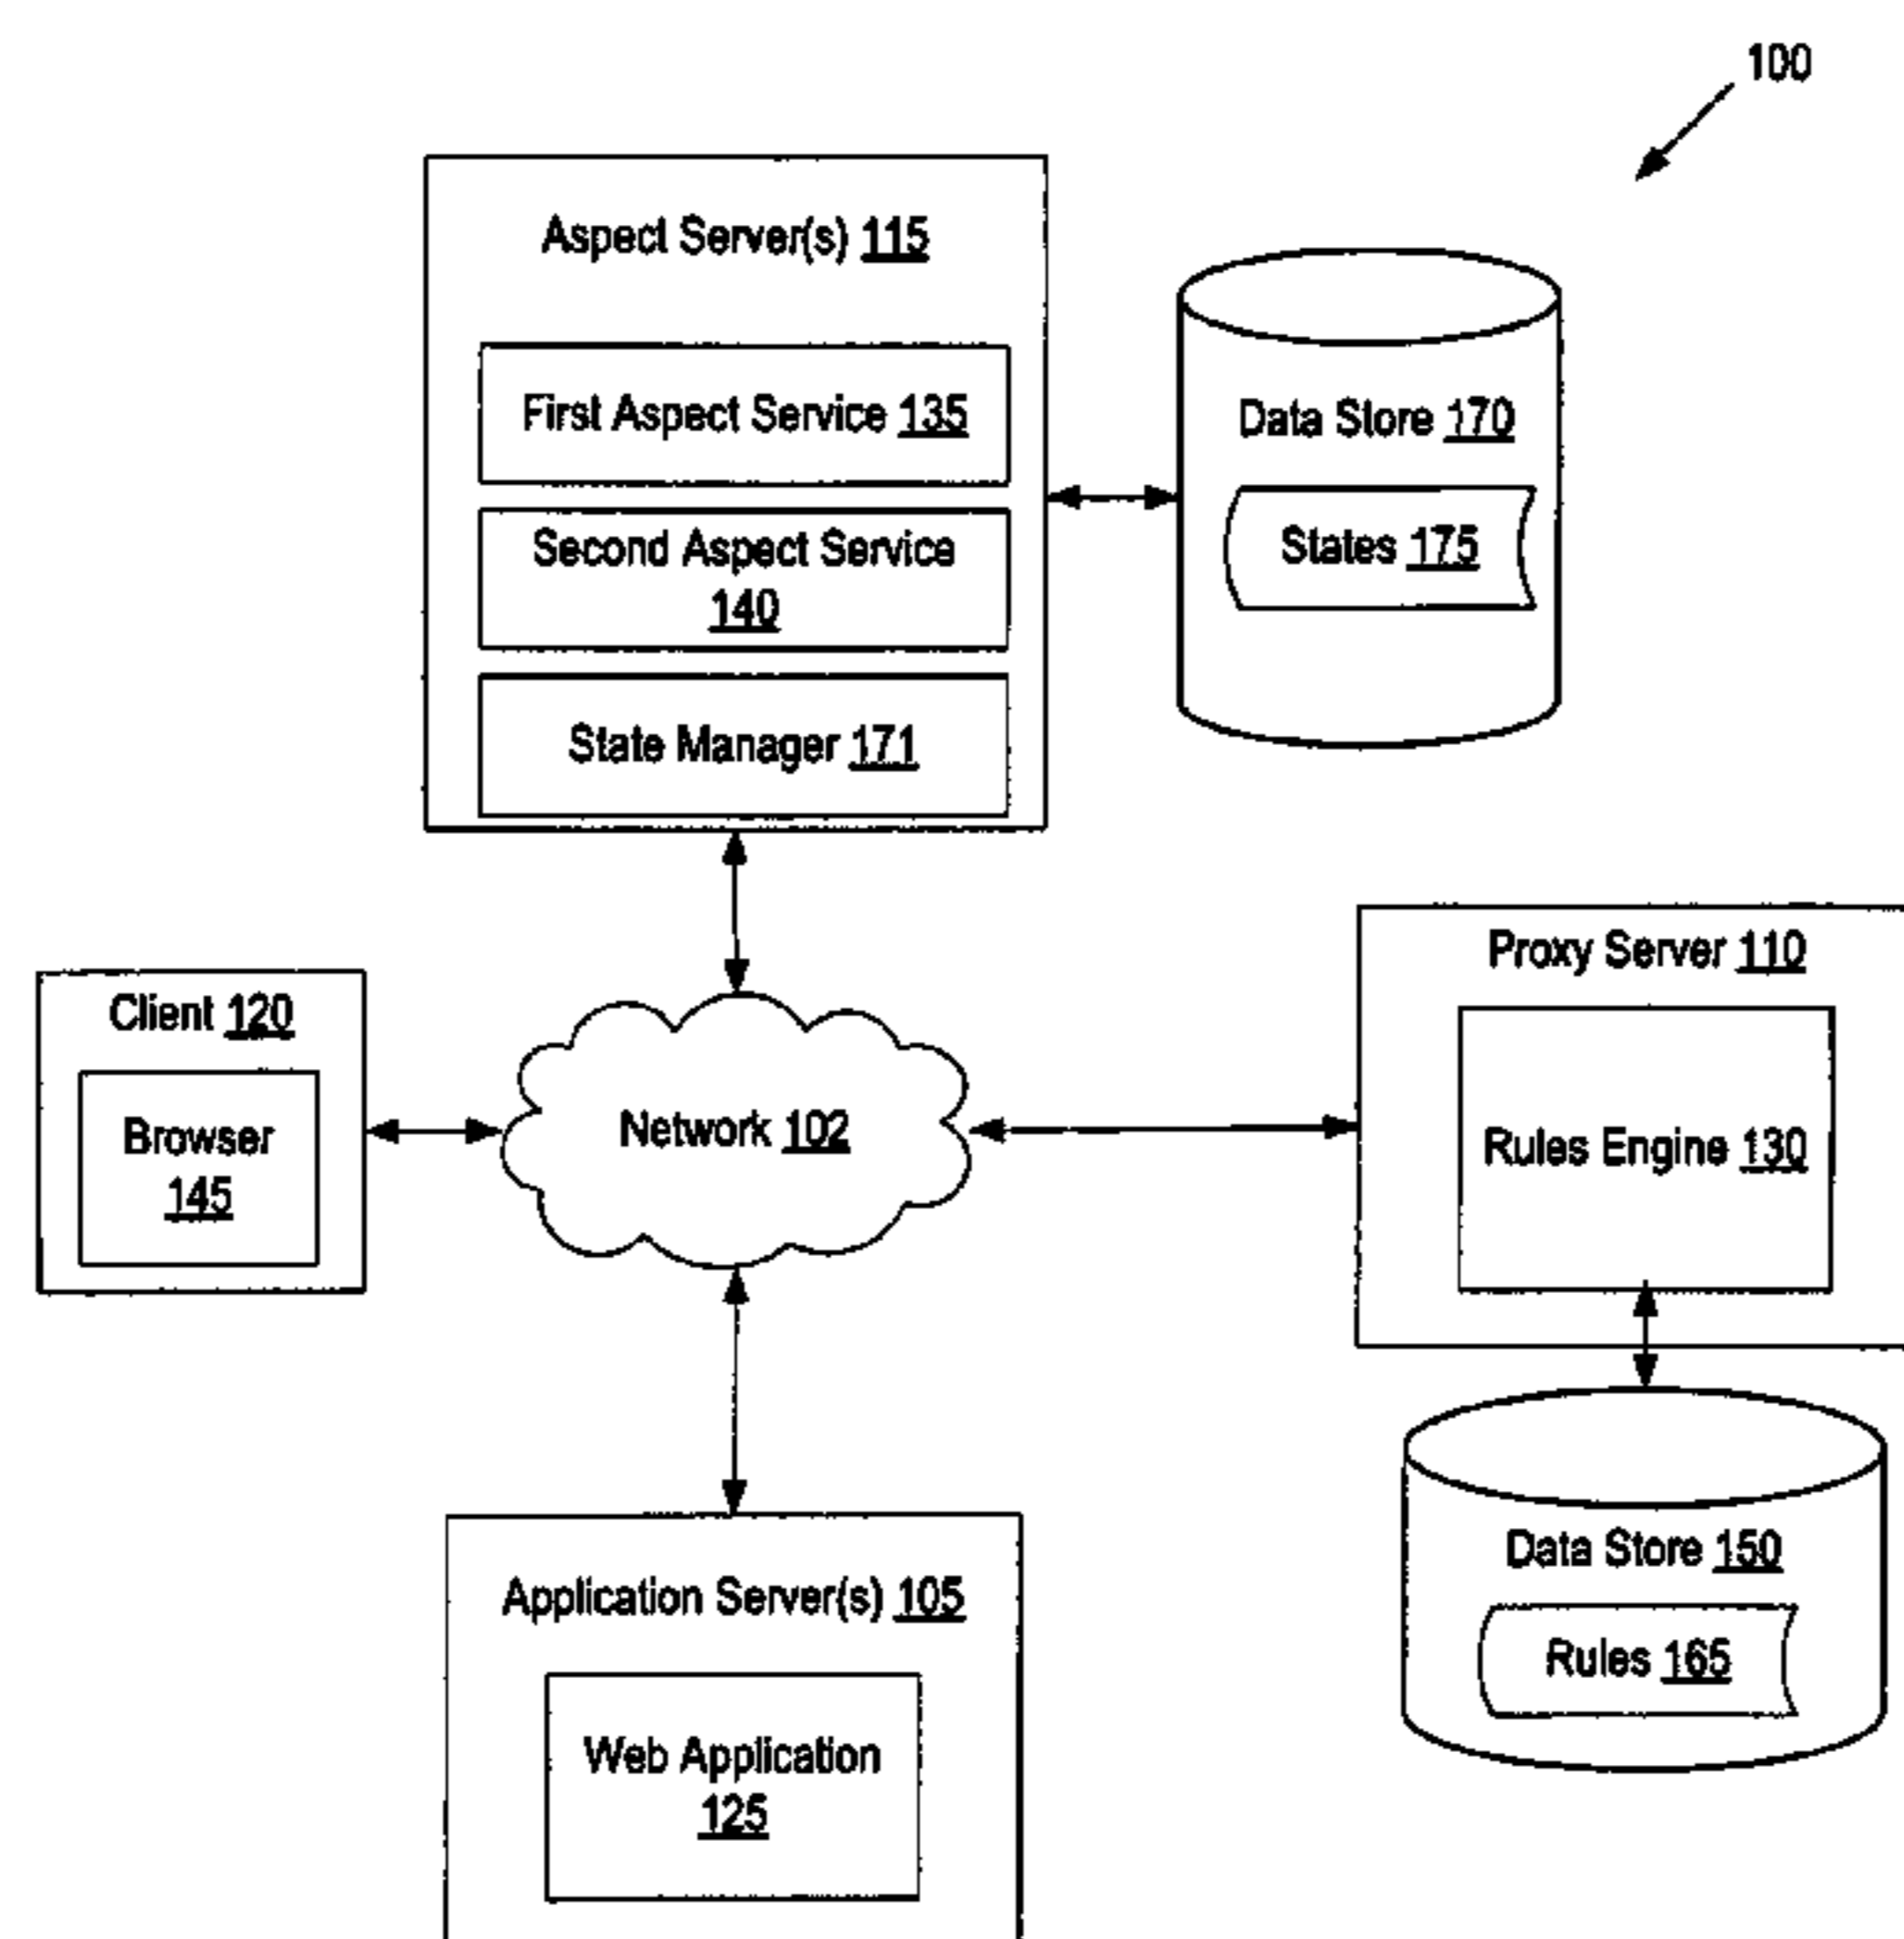 100
Aspect Server(s) 115
First Aspect Service 135
Second Aspect Service
140
State Manager 171
Data Store 170
States 175
Proxy Server 110
Rules Engine 130
Client 120
Browser
145
Network 102
Data Store 150
Rules 165
Application Server(s) 105
Web Application
125